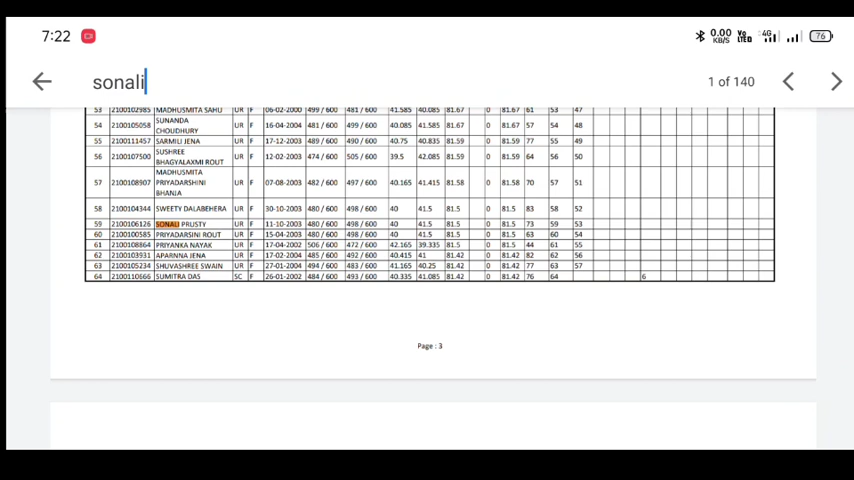 7:22 0.00 KB/S Vo LTED 4G 76
sonali 1 of 140
53 2100102985 MADHUSMITA SAHU UR F 06-02-2000 499 / 600 481 / 600 41.585 40.085 81.67 0 81.67 61 53 47
54 2100105058 SUNANDA CHOUDHURY UR F 16-04-2004 481 / 600 499 / 600 40.085 41.585 81.67 0 81.67 57 54 48
55 2100111457 SARMILI JENA UR F 17-12-2003 489 / 600 490 / 600 40.75 40.835 81.59 0 81.59 77 55 49
56 2100107500 SUSHREE BHAGYALAXMI ROUT UR F 12-02-2003 474 / 600 505 / 600 39.5 42.085 81.59 0 81.59 64 56 50
57 2100108907 MADHUSMITA PRIYADARSHINI BHANJA UR F 07-08-2003 482 / 600 497 / 600 40.165 41.415 81.58 0 81.58 70 57 51
58 2100104344 SWEETY DALABEHERA UR F 30-10-2003 480 / 600 498 / 600 40 41.5 81.5 0 81.5 83 58 52
59 2100106126 SONALI PRUSTY UR F 11-10-2003 480 / 600 498 / 600 40 41.5 81.5 0 81.5 73 59 53
60 2100100585 PRIYADARSINI ROUT UR F 15-04-2003 480 / 600 498 / 600 40 41.5 81.5 0 81.5 63 60 54
61 2100108864 PRIYANKA NAYAK UR F 17-04-2002 506 / 600 472 / 600 42.165 39.335 81.5 0 81.5 44 61 55
62 2100103931 APARNNA JENA UR F 17-02-2004 485 / 600 492 / 600 40.415 41 81.42 0 81.42 82 62 56
63 2100105234 SHUVASHREE SWAIN UR F 27-01-2004 494 / 600 483 / 600 41.165 40.25 81.42 0 81.42 77 63 57
64 2100110666 SUMITRA DAS SC F 26-01-2002 484 / 600 493 / 600 40.335 41.085 81.42 0 81.42 76 64 6
Page : 3